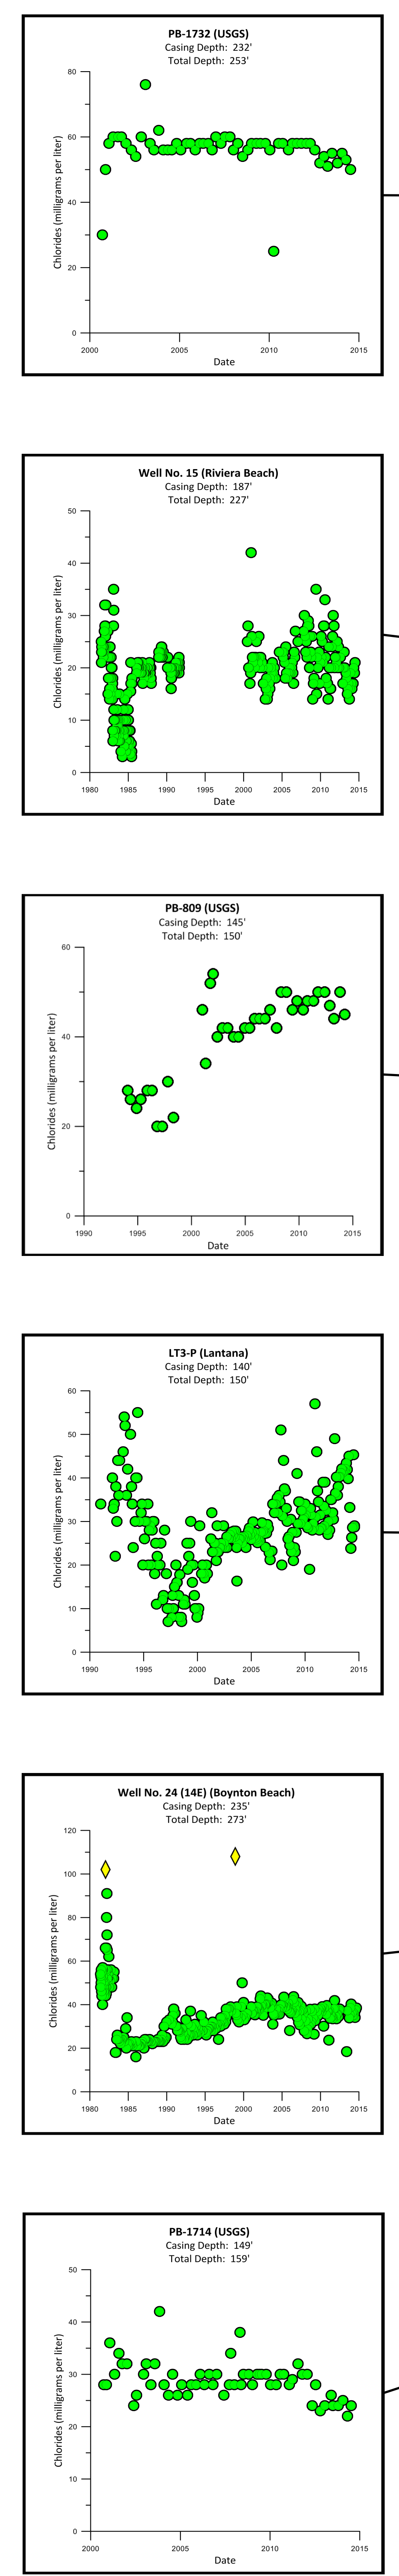 PB-1732 (USGS)
Casing Depth: 232'
Total Depth: 253'
80
60
40
20
0
Chlorides (milligrams per liter)
2000 2005 2010 2015
Date
Well No. 15 (Riviera Beach)
Casing Depth: 187'
Total Depth: 227'
50
40
30
20
10
0
Chlorides (milligrams per liter)
1980 1985 1990 1995 2000 2005 2010 2015
Date
PB-809 (USGS)
Casing Depth: 145'
Total Depth: 150'
60
40
20
0
Chlorides (milligrams per liter)
1990 1995 2000 2005 2010 2015
Date
LT3-P (Lantana)
Casing Depth: 140'
Total Depth: 150'
60
50
40
30
20
10
0
Chlorides (milligrams per liter)
1990 1995 2000 2005 2010 2015
Date
Well No. 24 (14E) (Boynton Beach)
Casing Depth: 235'
Total Depth: 273'
120
100
80
60
40
20
0
Chlorides (milligrams per liter)
1980 1985 1990 1995 2000 2005 2010 2015
Date
PB-1714 (USGS)
Casing Depth: 149'
Total Depth: 159'
50
40
30
20
10
0
Chlorides (milligrams per liter)
2000 2005 2010 2015
Date